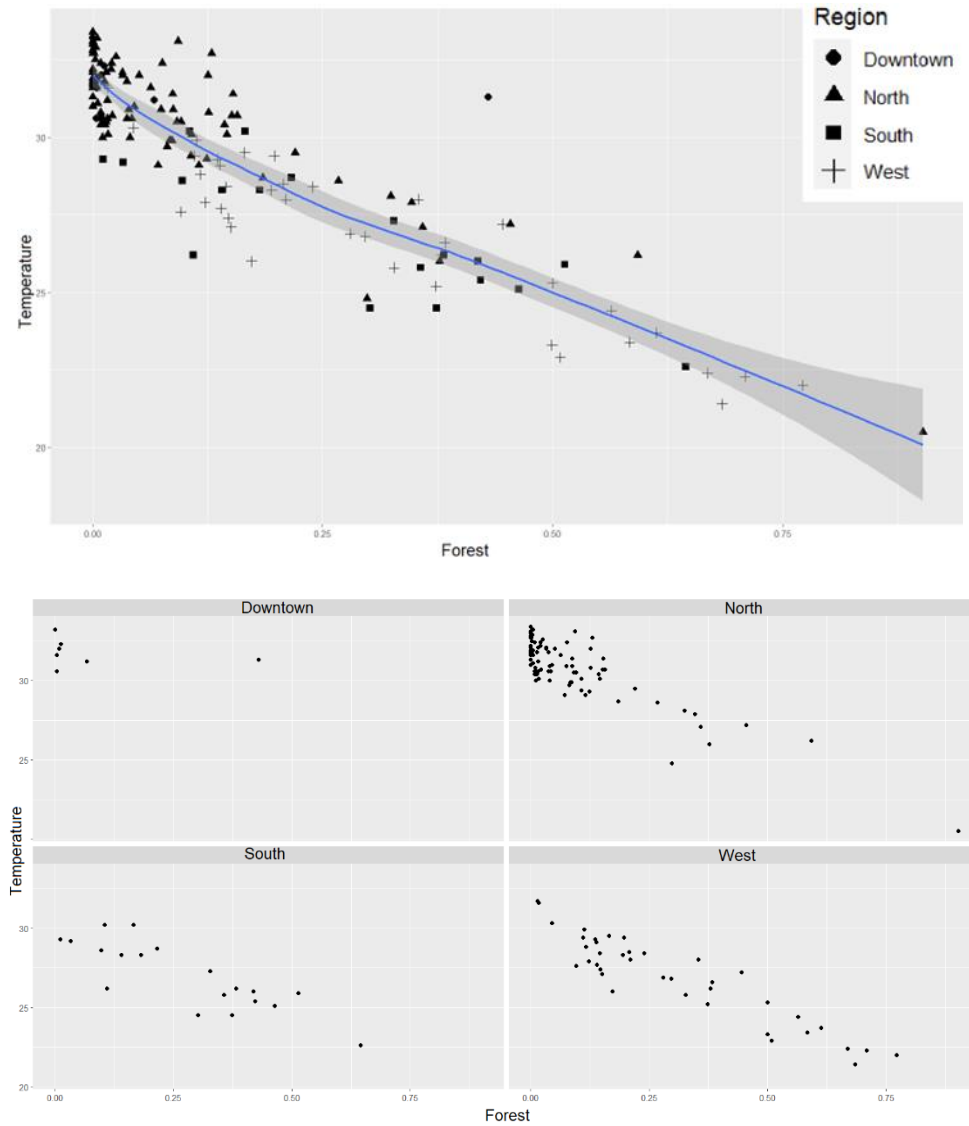 Region
Downtown
North
South
West
30
25
20
Temperature
0.00 0.25 0.50 0.75
Forest
Downtown North
30
25
20
Temperature
South West
30
25
20
0.00 0.25 0.50 0.75 0.00 0.25 0.50 0.75
Forest